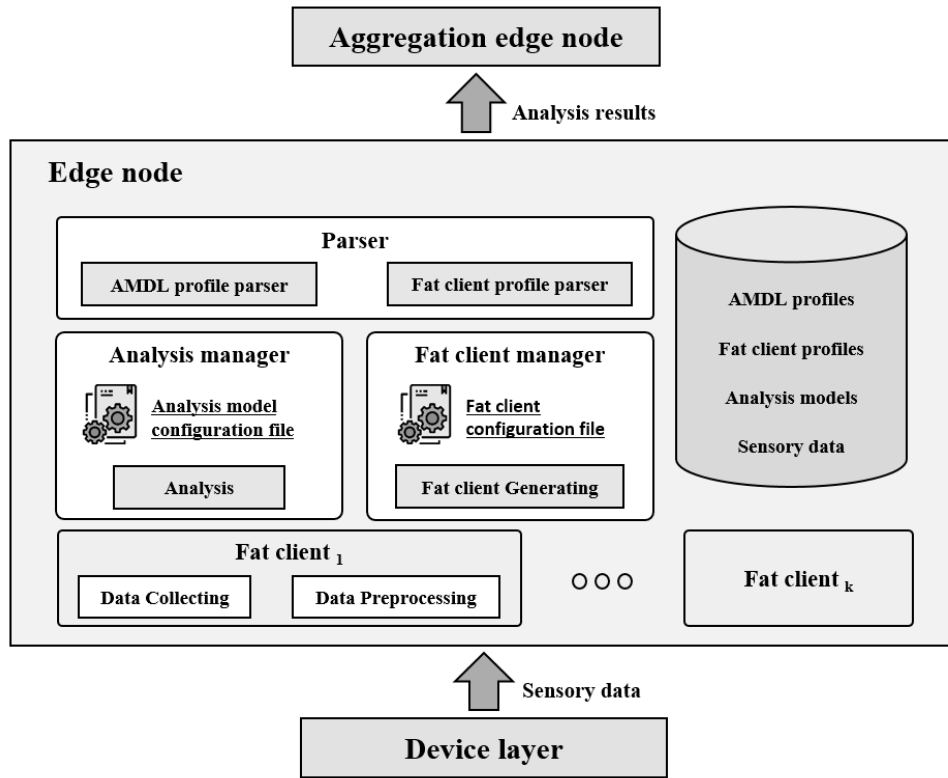 Aggregation edge node
Analysis results
Edge node
Parser
AMDL profile parser
Fat client profile parser
AMDL profiles
Fat client profiles
Analysis models
Sensory data
Analysis manager
Analysis model
configuration file
Analysis
Fat client manager
Fat client
configuration file
Fat client Generating
Fat client 1
Data Collecting
Data Preprocessing
Fat client k
Sensory data
Device layer